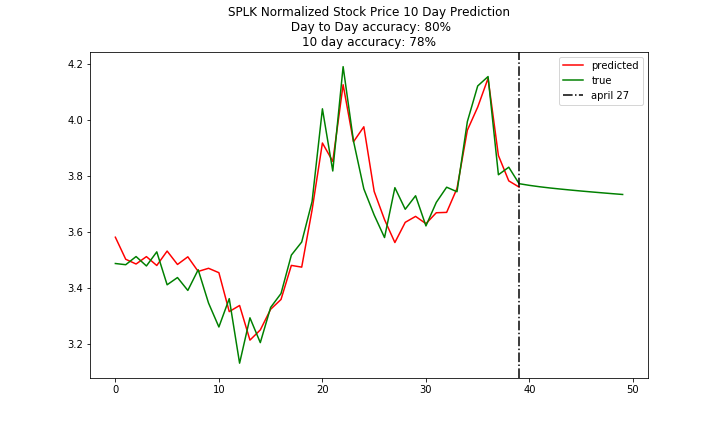 SPLK Normalized Stock Price 10 Day Prediction
Day to Day accuracy: 80%
10 day accuracy: 78%
predicted
true
april 27
4.2
4.0
3.8
3.6
3.4
3.2
0 10 20 30 40 50